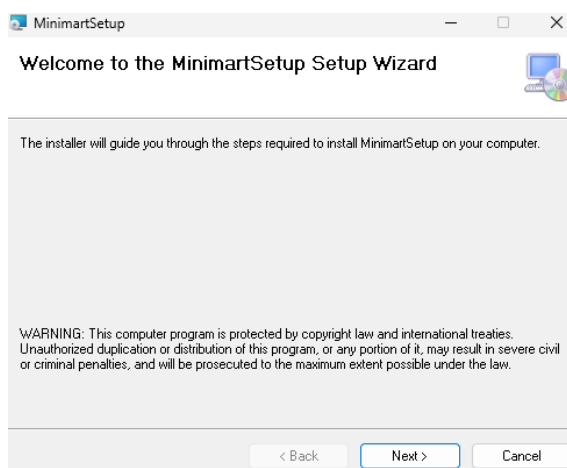 MinimartSetup
Welcome to the MinimartSetup Setup Wizard
The installer will guide you through the steps required to install MinimartSetup on your computer.
WARNING: This computer program is protected by copyright law and international treaties.
Unauthorized duplication or distribution of this program, or any portion of it, may result in severe civil
or criminal penalties, and will be prosecuted to the maximum extent possible under the law.
< Back
Next >
Cancel